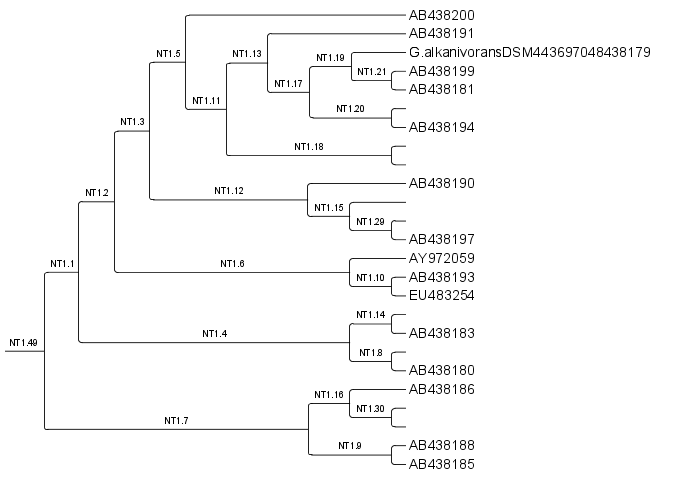 AB438200
AB438191
NT1.5
NT1.13
G.alkanivoransDSM443697048438179
NT1.19
AB438199
NT1.21
NT1.17
AB438181
NT1.11
NT1.20
NT1.3
AB438194
NT1.18
AB438190
NT1.12
NT1.2
NT1.15
NT1.29
AB438197
AY972059
NT1.1
NT1.6
NT1.10
AB438193
EU483254
NT1.14
NT1.4
AB438183
NT1.49
NT1.8
AB438180
AB438186
NT1.16
NT1.30
NT1.7
NT1.9
AB438188
AB438185